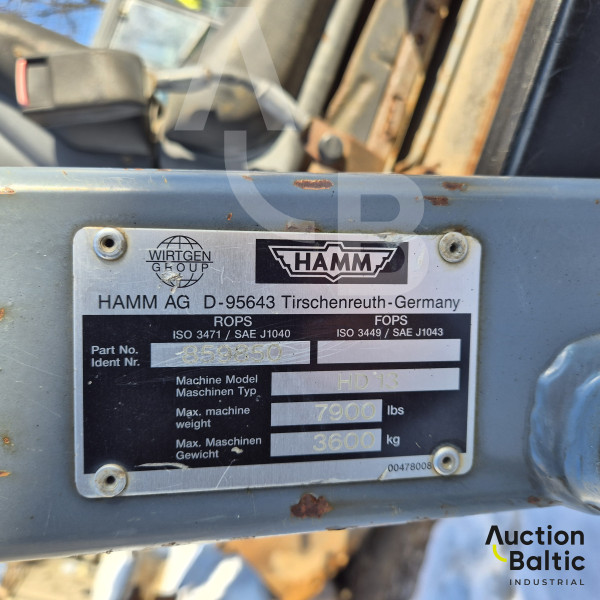 WIRTGEN
GROUP
HAMM
HAMM AG D-95643 Tirschenreuth-Germany
ROPS
ISO 3471 / SAE J1040
FOPS
ISO 3449 / SAE J1043
Part No.
Ident Nr.
Machine Model
Maschinen Typ
HD 13
Max. machine
weight
7900 lbs
Max. Maschinen
Gewicht
3600 kg
00478008
Auction
Baltic
INDUSTRIAL